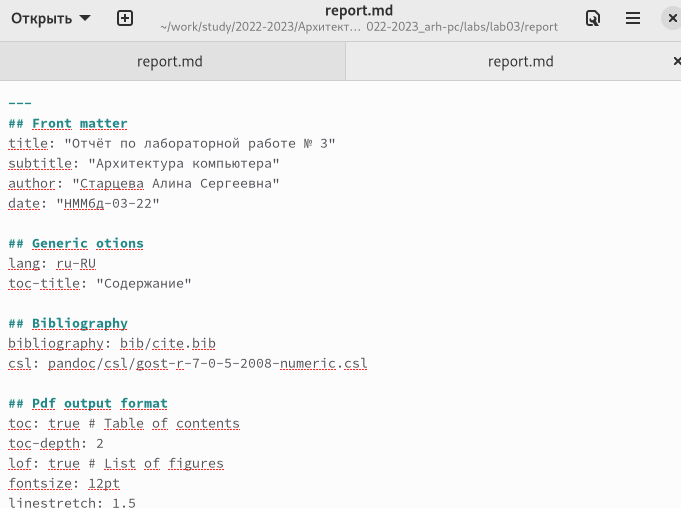 Открыть
report.md
~/work/study/2022-2023/Архитект... 022-2023_arh-pc/labs/lab03/report
report.md
report.md
---
## Front matter
title: "Отчёт по лабораторной работе № 3"
subtitle: "Архитектура компьютера"
author: "Старцева Алина Сергеевна"
date: "НММбд-03-22"
## Generic otions
lang: ru-RU
toc-title: "Содержание"
## Bibliography
bibliography: bib/cite.bib
csl: pandoc/csl/gost-r-7-0-5-2008-numeric.csl
## Pdf output format
toc: true # Table of contents
toc-depth: 2
lof: true # List of figures
fontsize: 12pt
linestretch: 1.5